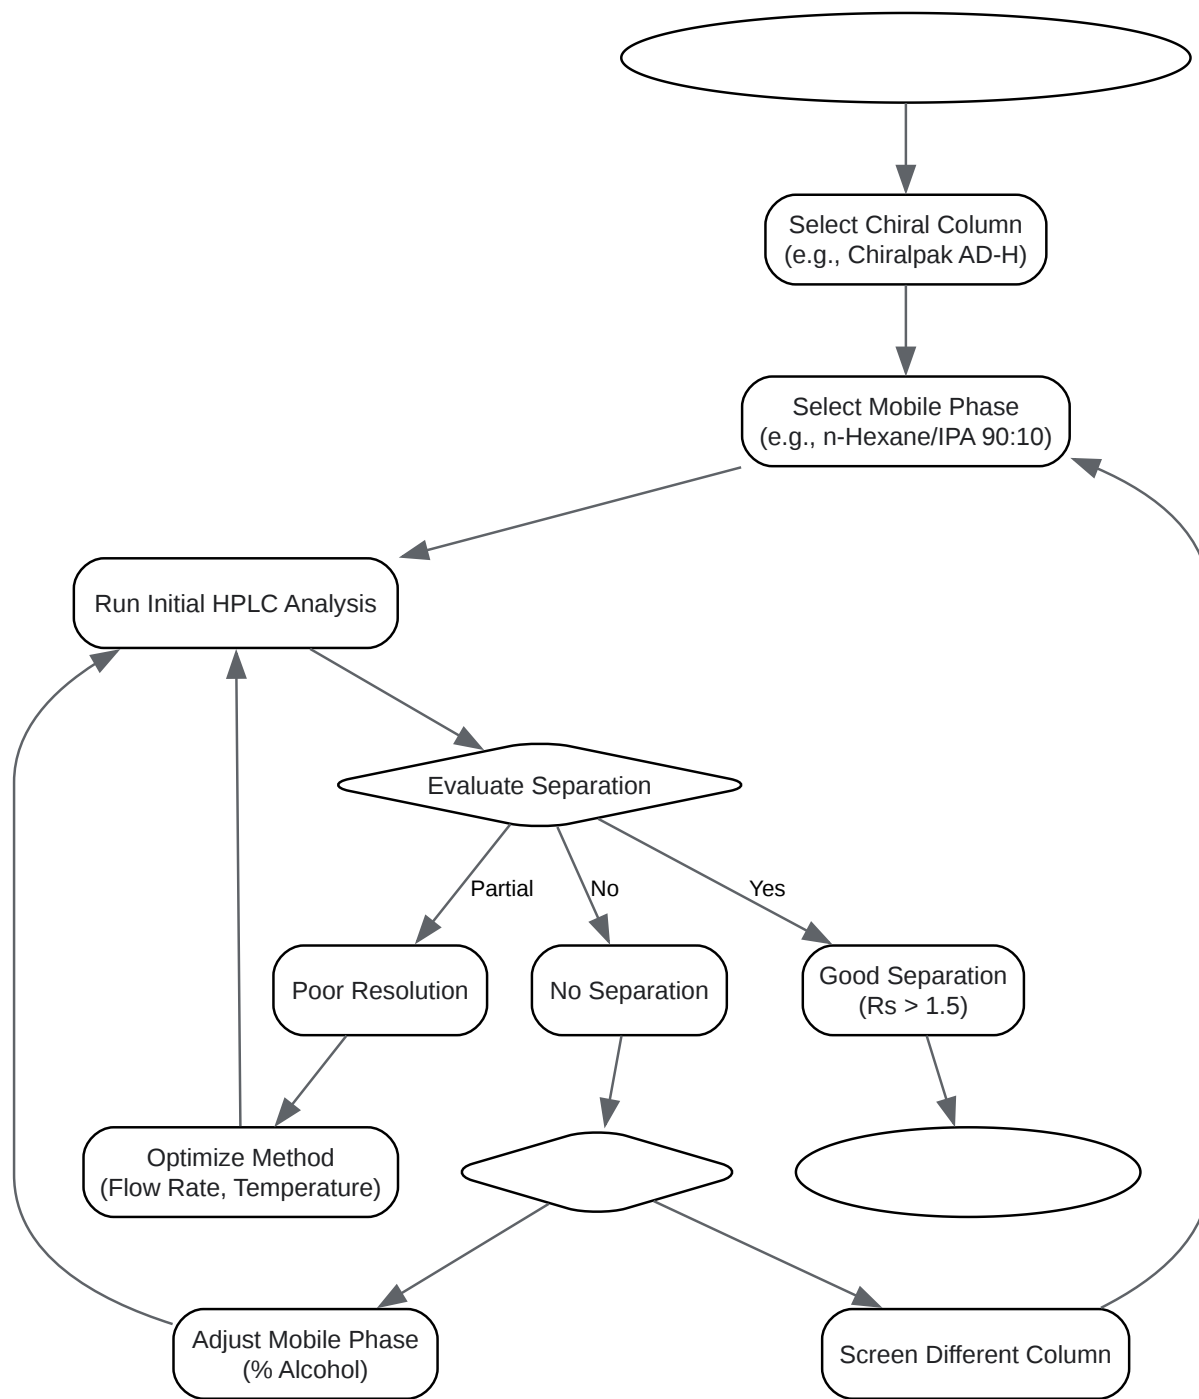 Select Chiral Column
(e.g., Chiralpak AD-H)
Select Mobile Phase
(e.g., n-Hexane/IPA 90:10)
Run Initial HPLC Analysis
Evaluate Separation
Partial
No
Yes
Poor Resolution
No Separation
Good Separation
(Rs > 1.5)
Optimize Method
(Flow Rate, Temperature)
Adjust Mobile Phase
(% Alcohol)
Screen Different Column